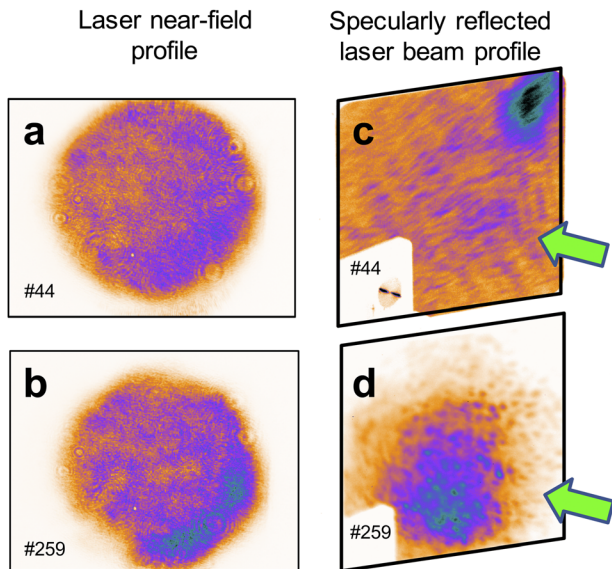 Laser near-field
profile
Specularly reflected
laser beam profile
a
c
#44
#44
b
d
#259
#259